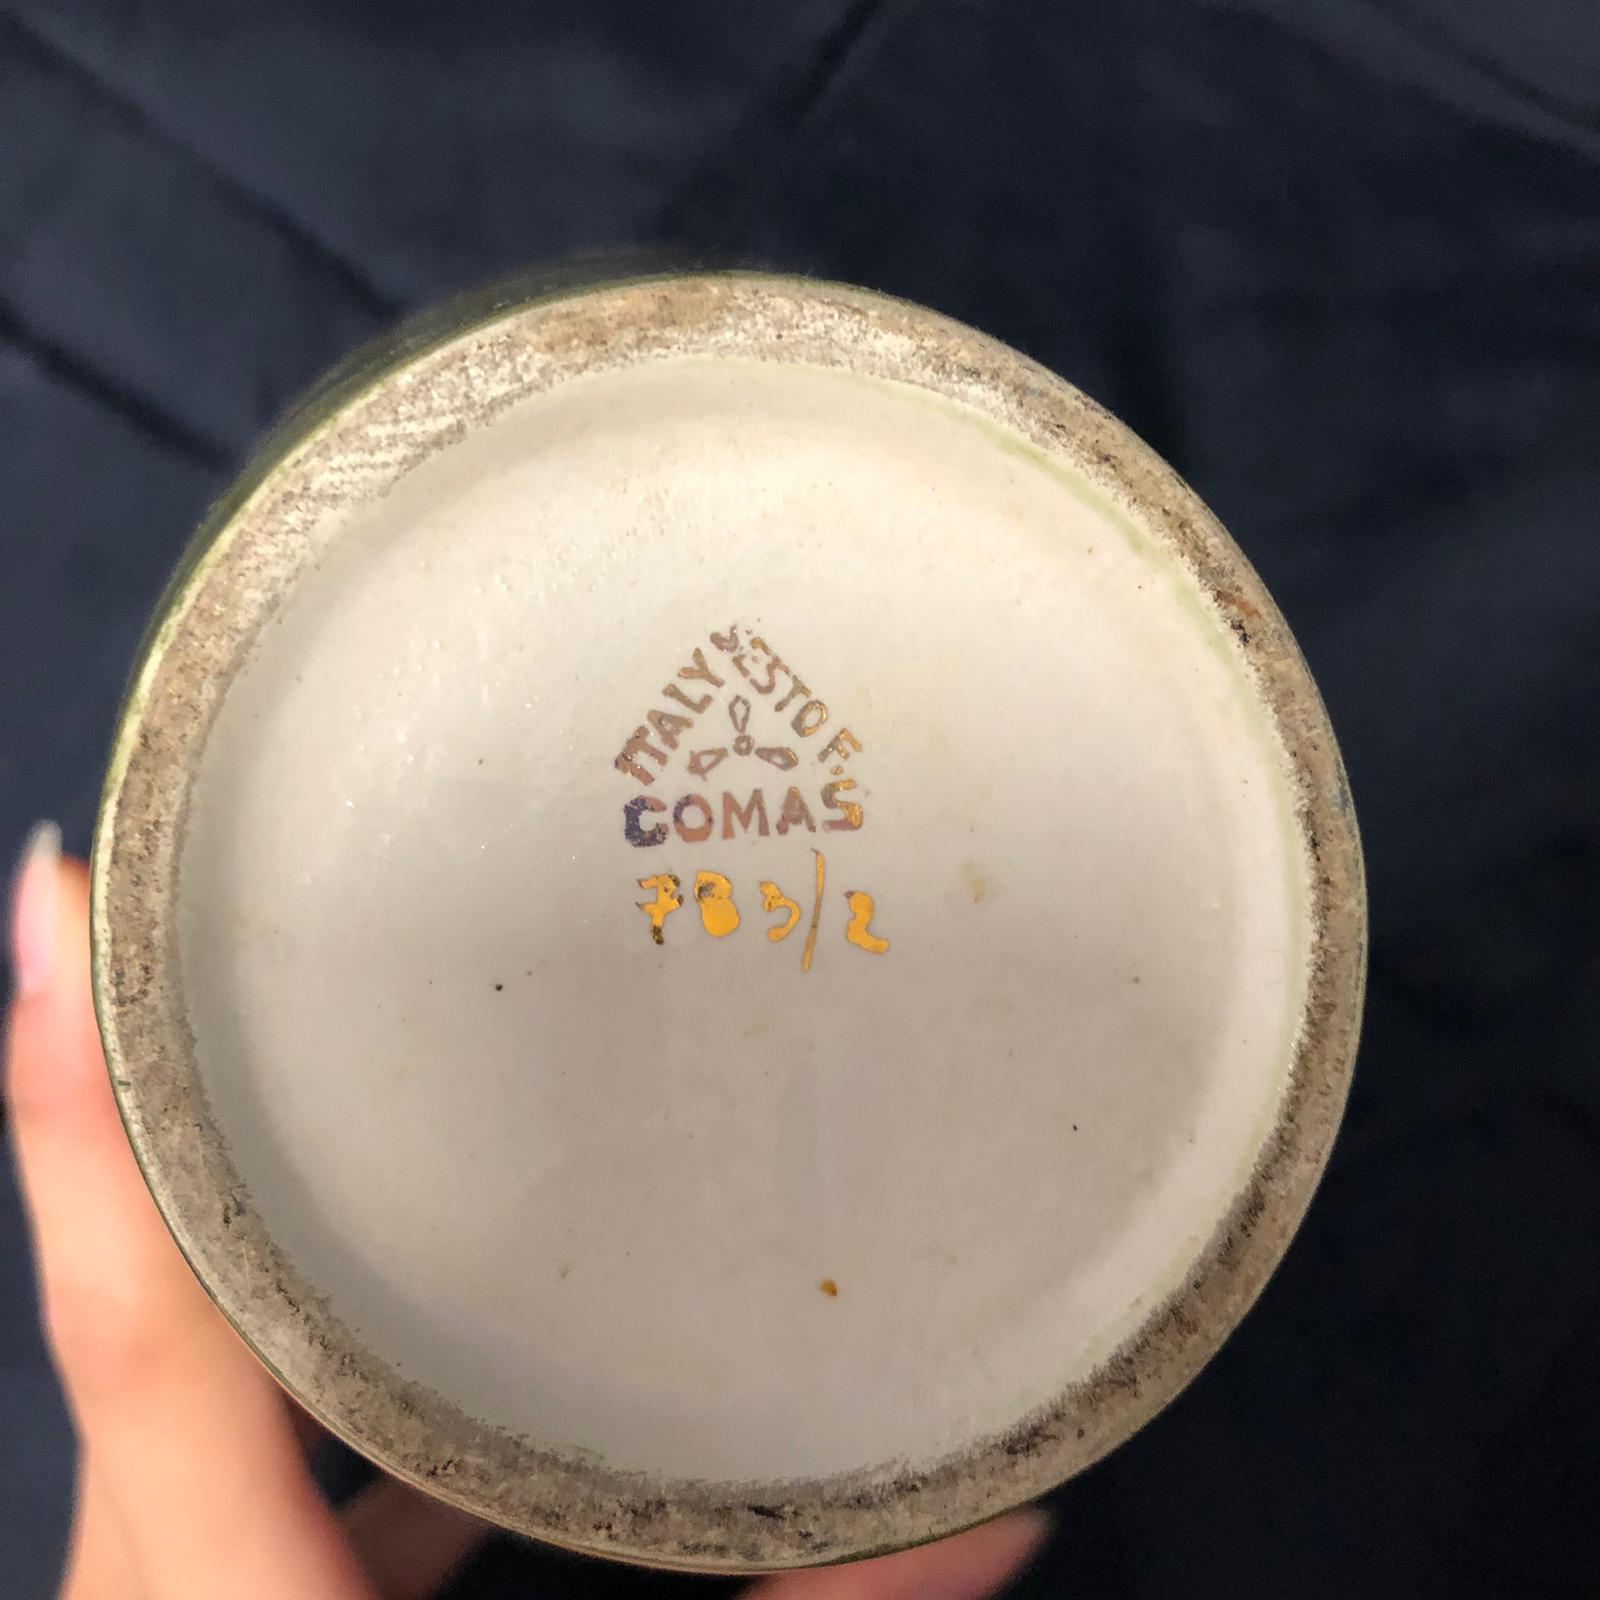 ITALY
SESTO F.
COMAS
783/2